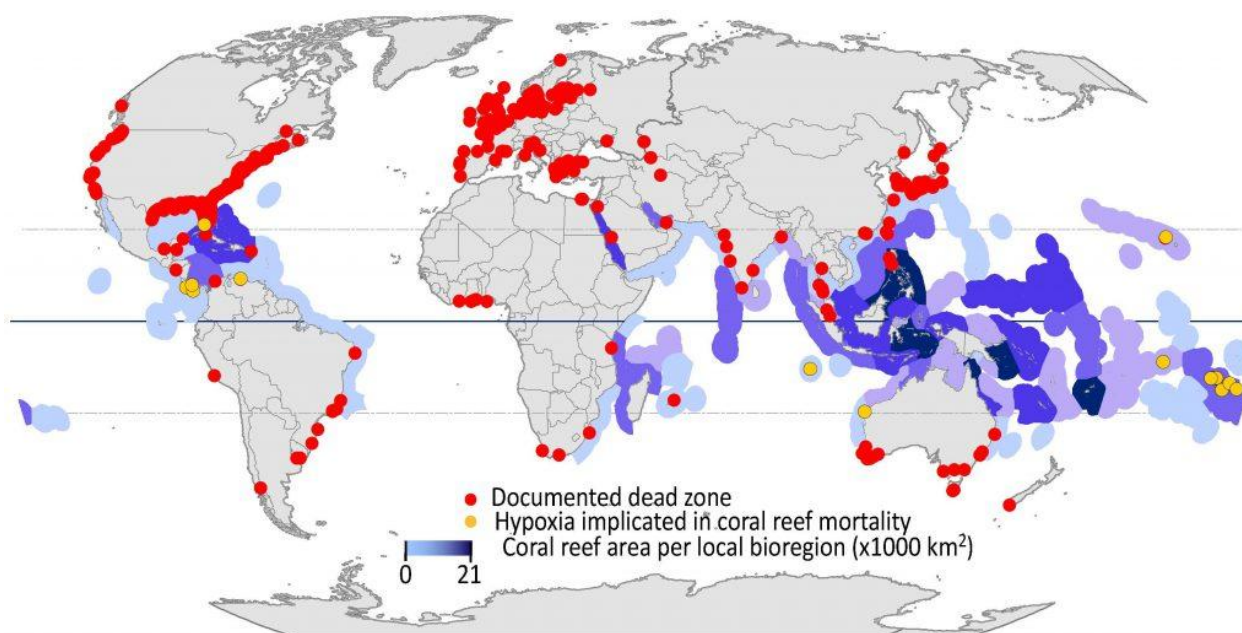 Documented dead zone
Hypoxia implicated in coral reef mortality
Coral reef area per local bioregion (x1000 km²)
0 21